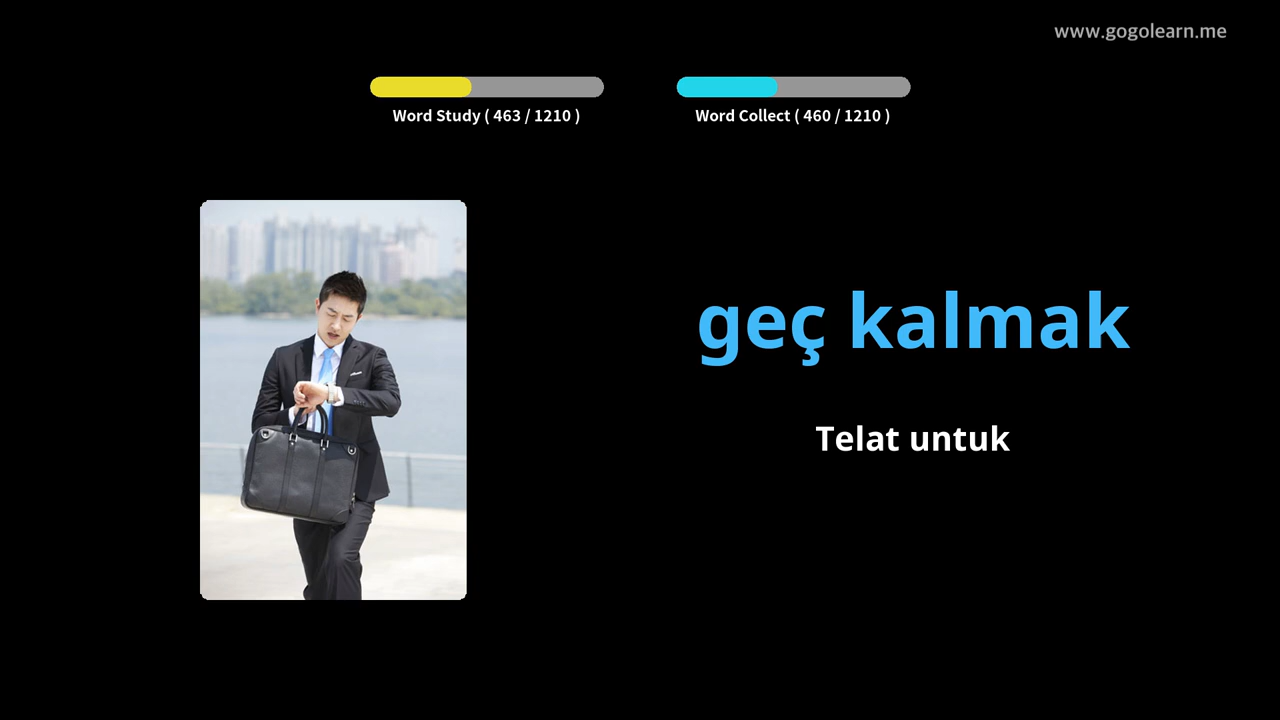 www.gogolearn.me
Word Study ( 463 / 1210 )
Word Collect ( 460 / 1210 )
geç kalmak
Telat untuk